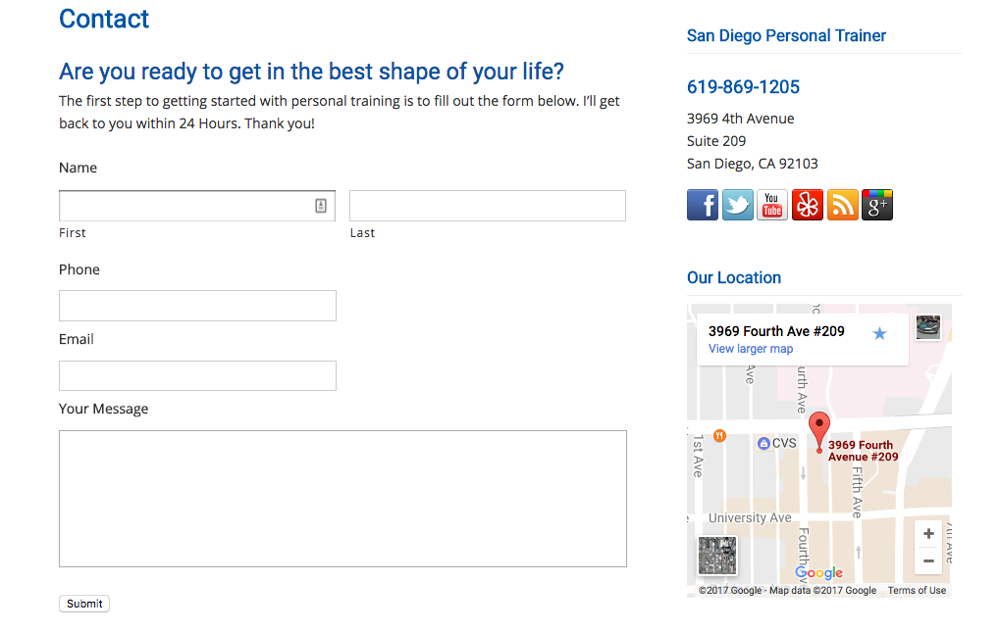 Contact
Are you ready to get in the best shape of your life?
The first step to getting started with personal training is to fill out the form below. I'll get
back to you within 24 Hours. Thank you!
Name
First
Last
Phone
Email
Your Message
Submit
San Diego Personal Trainer
619-869-1205
3969 4th Avenue
Suite 209
San Diego, CA 92103
f
You
Tube
g+
Our Location
3969 Fourth Ave #209
View larger map
Ave
urth Ave
1st Ave
CVS
3969 Fourth
Avenue #209
Fifth Ave
University Ave
Fourth
7th Ave
+
−
Google
©2017 Google - Map data ©2017 Google
Terms of Use